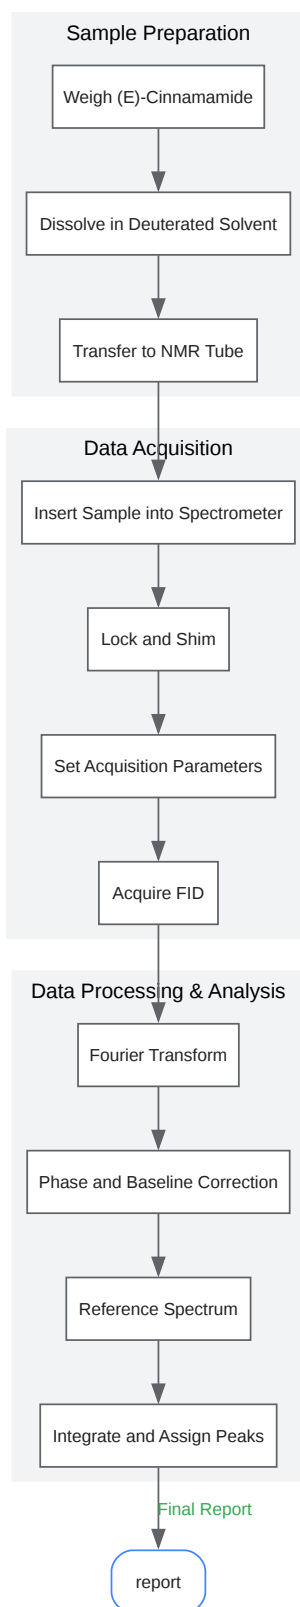 Sample Preparation
Weigh (E)-Cinnamamide
Dissolve in Deuterated Solvent
Transfer to NMR Tube
Data Acquisition
Insert Sample into Spectrometer
Lock and Shim
Set Acquisition Parameters
Acquire FID
Data Processing & Analysis
Fourier Transform
Phase and Baseline Correction
Reference Spectrum
Integrate and Assign Peaks
Final Report
report